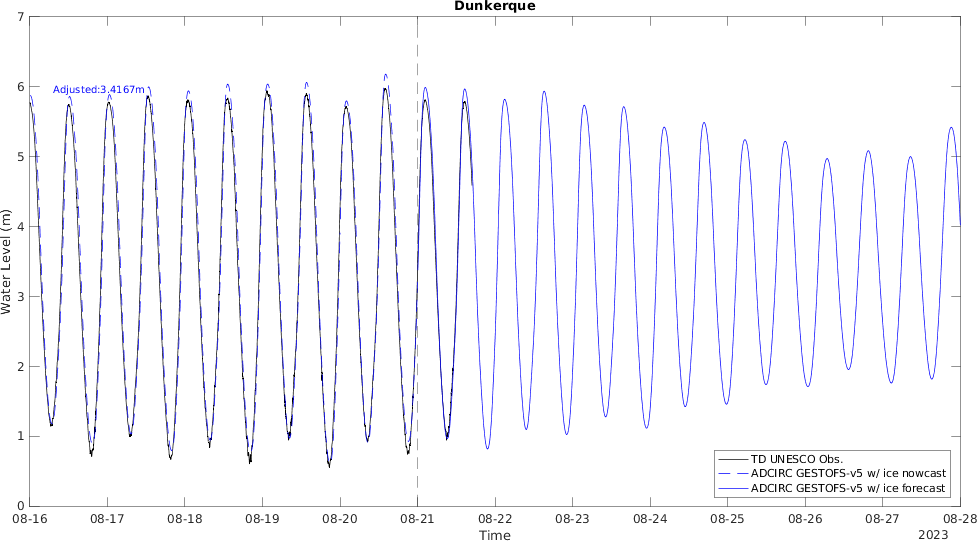 Dunkerque
7
6
5
4
3
2
1
0
Water Level (m)
Adjusted:3.4167m
TD UNESCO Obs.
ADCIRC GESTOFS-v5 w/ ice nowcast
ADCIRC GESTOFS-v5 w/ ice forecast
08-16 08-17 08-18 08-19 08-20 08-21 08-22 08-23 08-24 08-25 08-26 08-27 08-28
Time
2023